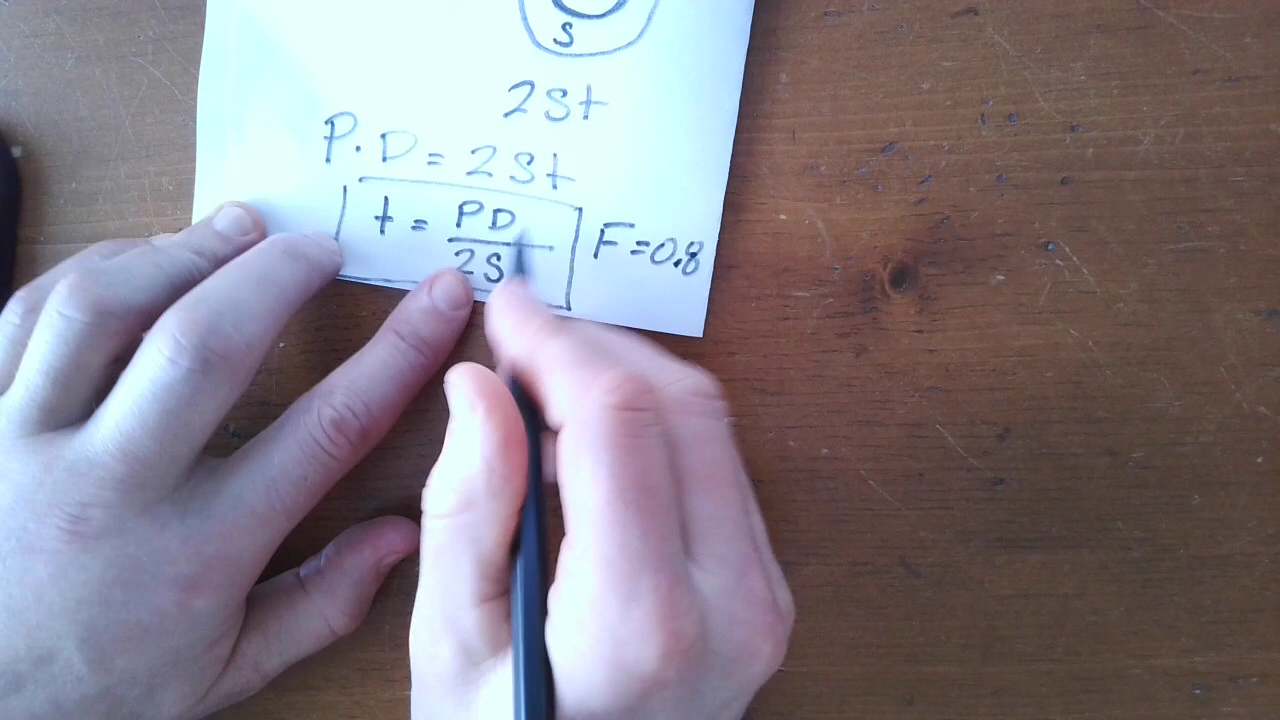 S
2St
P.D = 2St
t = PD/2S F=0.8